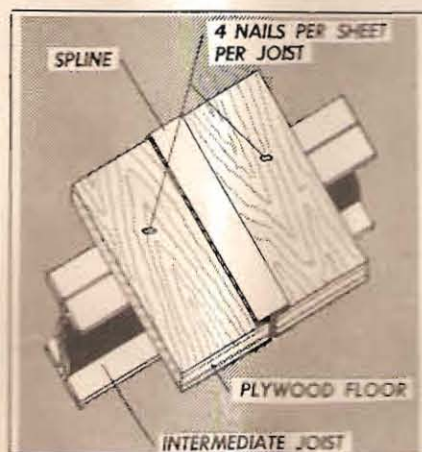 4 NAILS PER SHEET
PER JOIST
SPLINE
PLYWOOD FLOOR
INTERMEDIATE JOIST